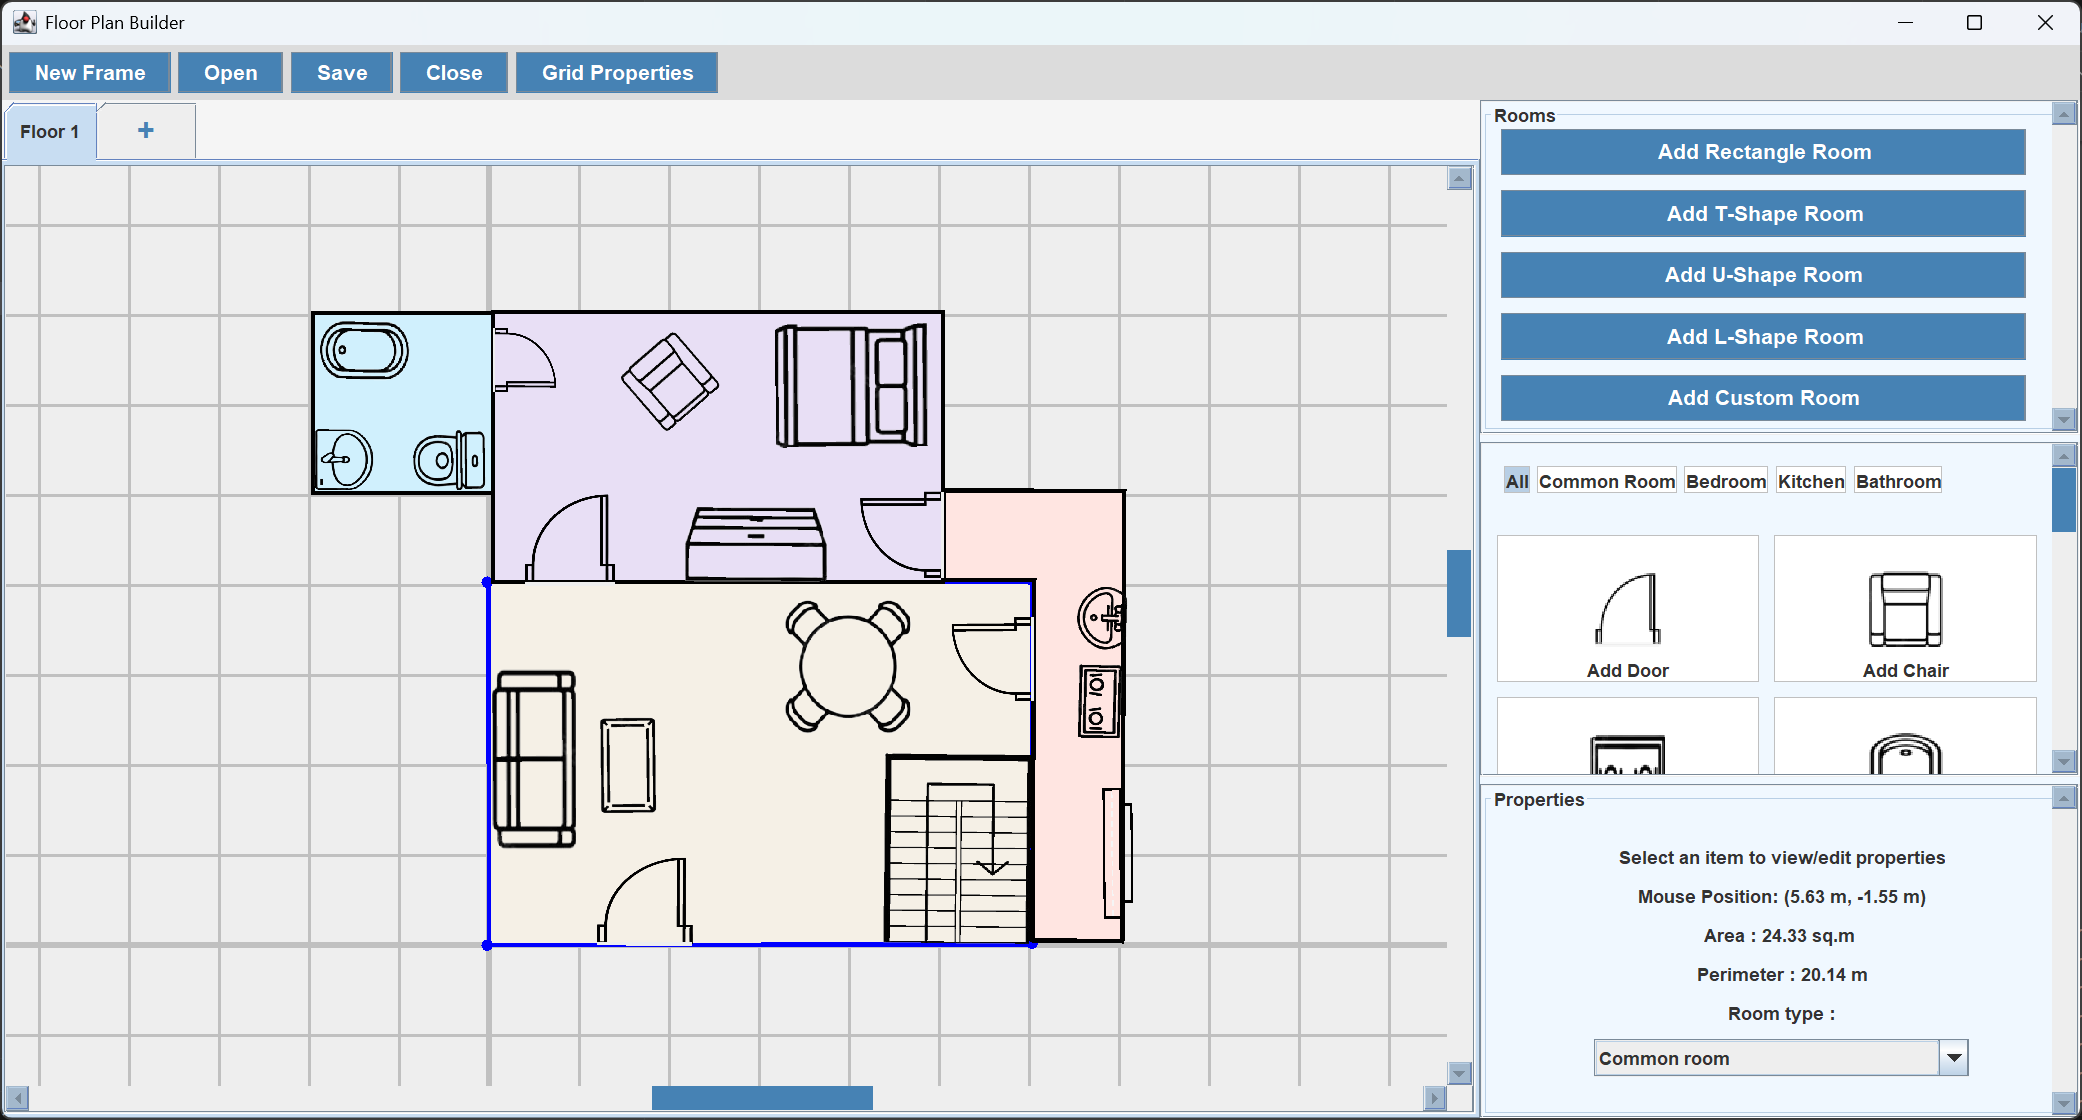 Floor Plan Builder
New Frame Open Save Close Grid Properties
Floor 1 +
Rooms
Add Rectangle Room
Add T-Shape Room
Add U-Shape Room
Add L-Shape Room
Add Custom Room
All Common Room Bedroom Kitchen Bathroom
Add Door Add Chair
Properties
Select an item to view/edit properties
Mouse Position: (5.63 m, -1.55 m)
Area : 24.33 sq.m
Perimeter : 20.14 m
Room type :
Common room